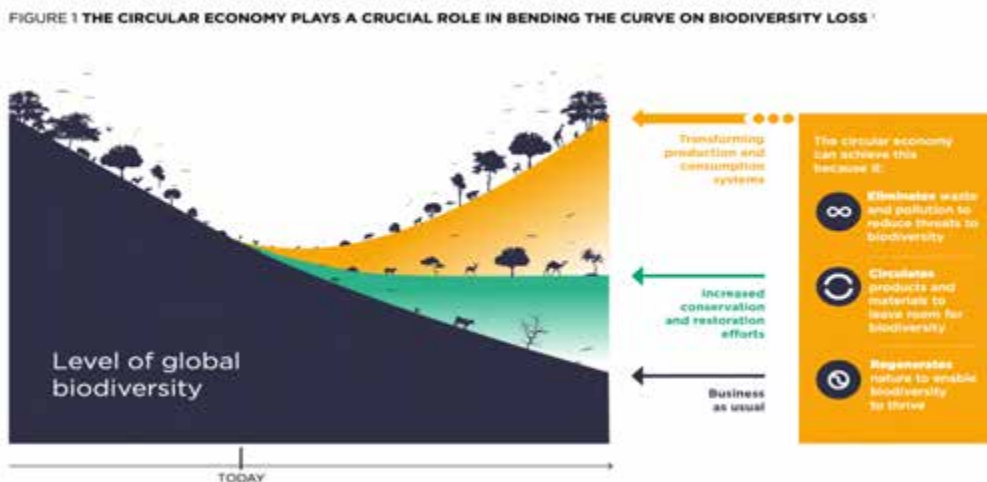 FIGURE 1 THE CIRCULAR ECONOMY PLAYS A CRUCIAL ROLE IN BENDING THE CURVE ON BIODIVERSITY LOSS
Transforming
production and
consumption
systems
Increased
conservation
and restoration
efforts
Business
as usual
The circular economy
can achieve this
because it:
Eliminates waste
and pollution to
reduce threats to
biodiversity
Circulates
products and
materials to
leave room for
biodiversity
Regenerates
nature to enable
biodiversity
to thrive
Level of global
biodiversity
TODAY